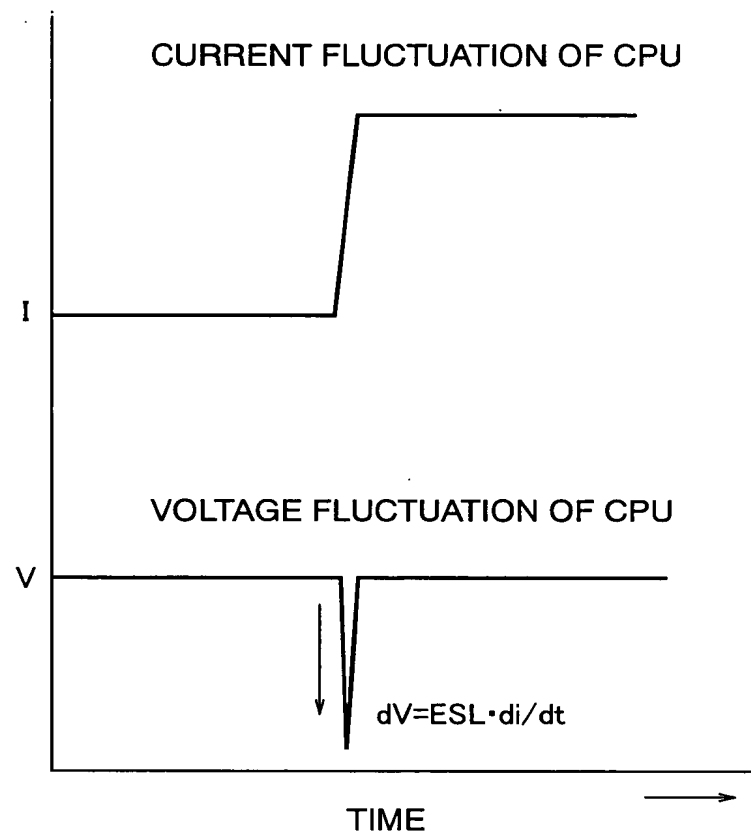 CURRENT FLUCTUATION OF CPU
I
VOLTAGE FLUCTUATION OF CPU
V
dV=ESL·di/dt
TIME